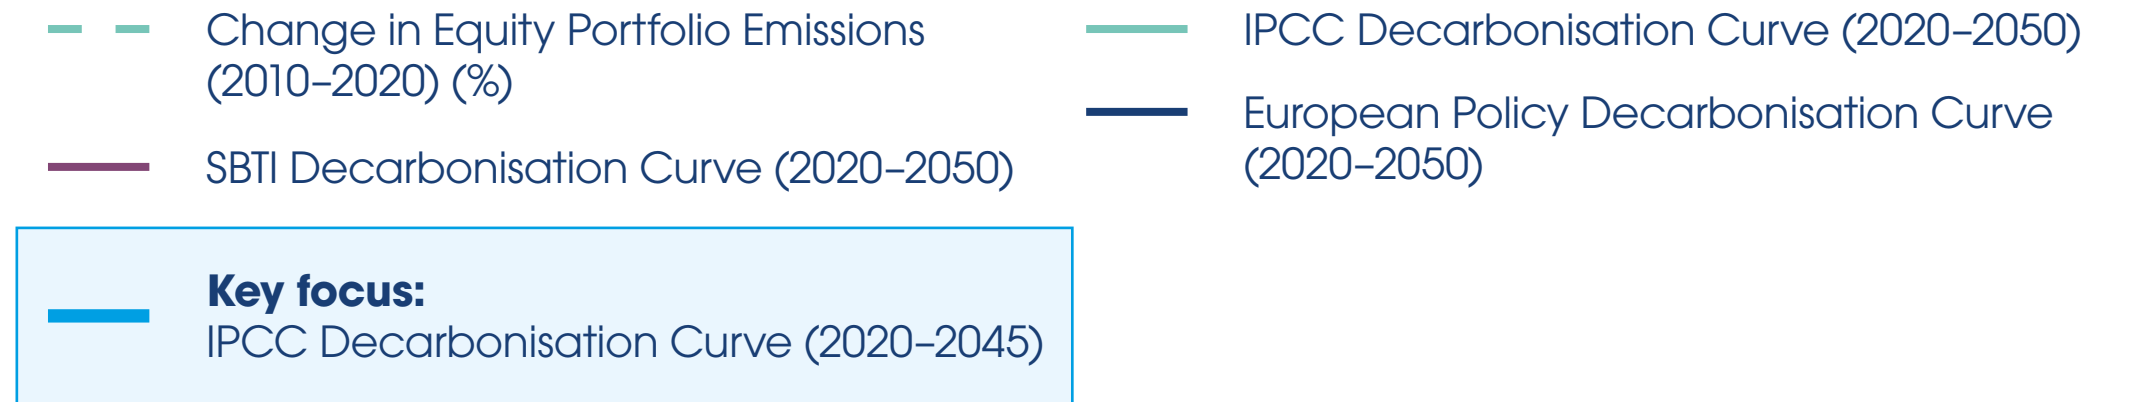 Change in Equity Portfolio Emissions
(2010–2020) (%)
SBTI Decarbonisation Curve (2020–2050)
Key focus:
IPCC Decarbonisation Curve (2020–2045)
IPCC Decarbonisation Curve (2020–2050)
European Policy Decarbonisation Curve
(2020–2050)